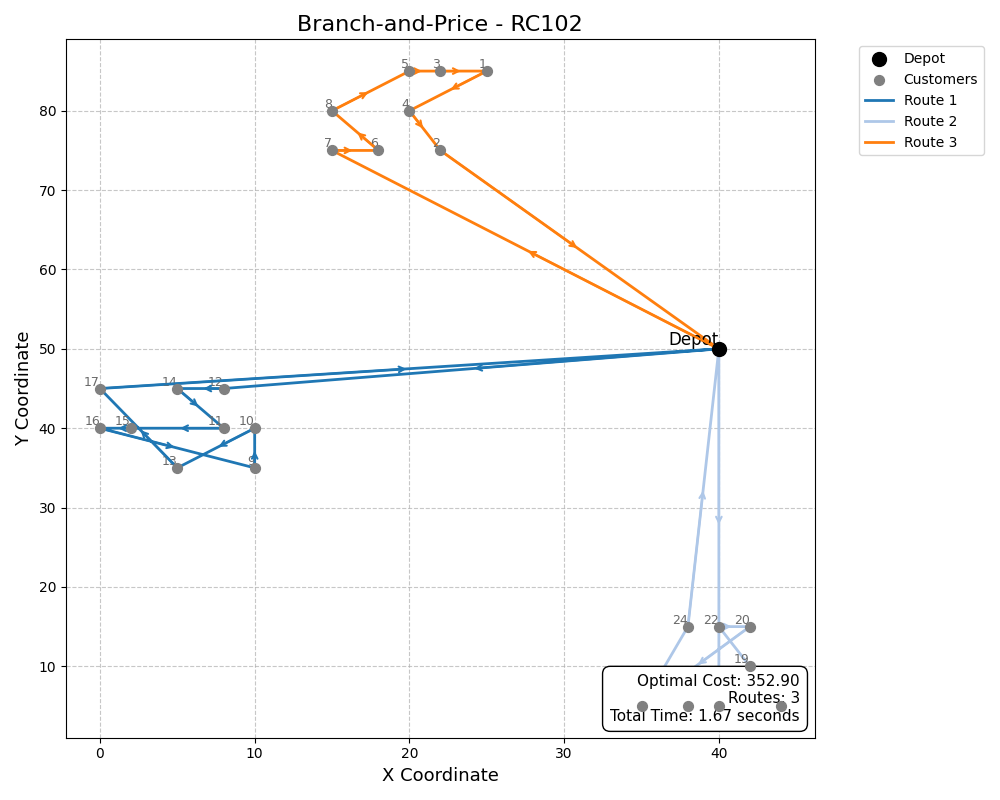 Branch-and-Price - RC102
Depot
Customers
Route 1
Route 2
Route 3
5 3 1
8 4
7 6 2
Depot
17 14 12
16 15 11 10
13 9
24 22 20
19
Optimal Cost: 352.90
Routes: 3
Total Time: 1.67 seconds
80
70
60
50
40
30
20
10
0 10 20 30 40
Y Coordinate
X Coordinate